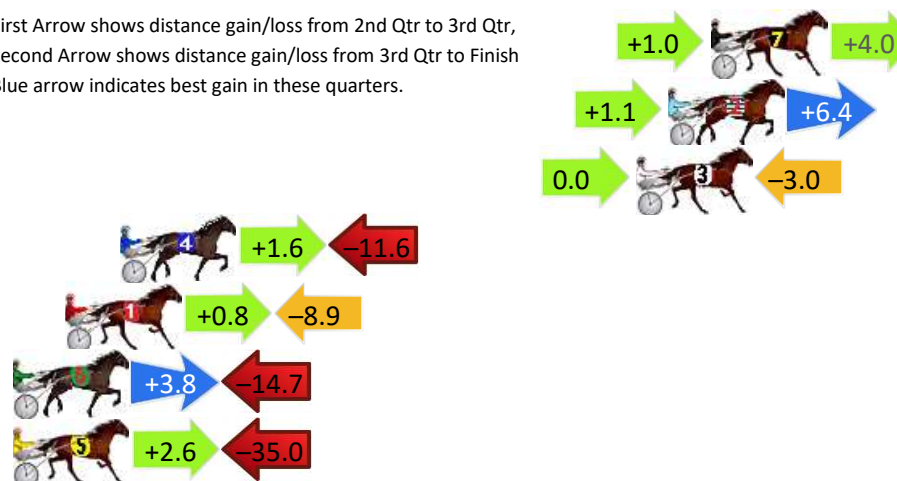 irst Arrow shows distance gain/loss from 2nd Qtr to 3rd Qtr,
econd Arrow shows distance gain/loss from 3rd Qtr to Finish
lue arrow indicates best gain in these quarters.
+1.0 7 +4.0
+1.1 2 +6.4
0.0 3 –3.0
4 +1.6 –11.6
1 +0.8 –8.9
6 +3.8 –14.7
5 +2.6 –35.0